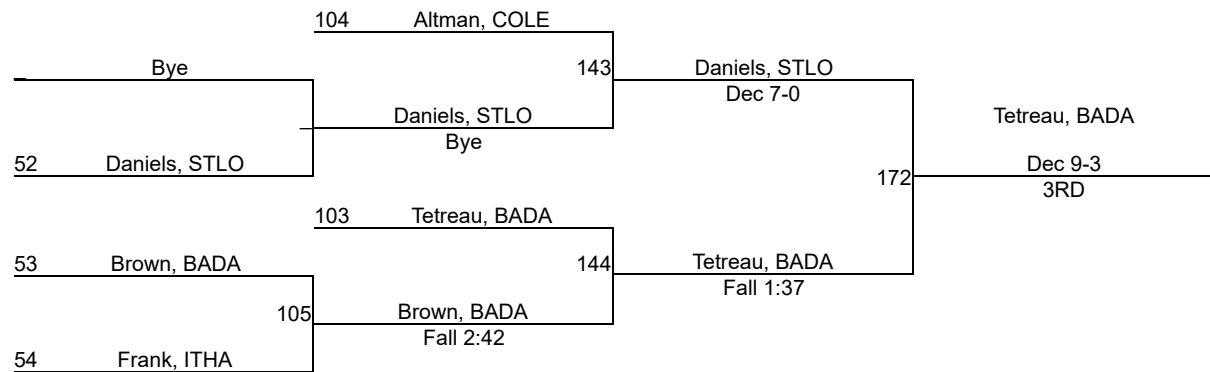 104 Altman, COLE
_ Bye
143 Daniels, STLO
Dec 7-0
_ Daniels, STLO
Bye
Tetreau, BADA
52 Daniels, STLO
172 Dec 9-3
3RD
103 Tetreau, BADA
53 Brown, BADA
144 Tetreau, BADA
Fall 1:37
105 Brown, BADA
Fall 2:42
54 Frank, ITHA